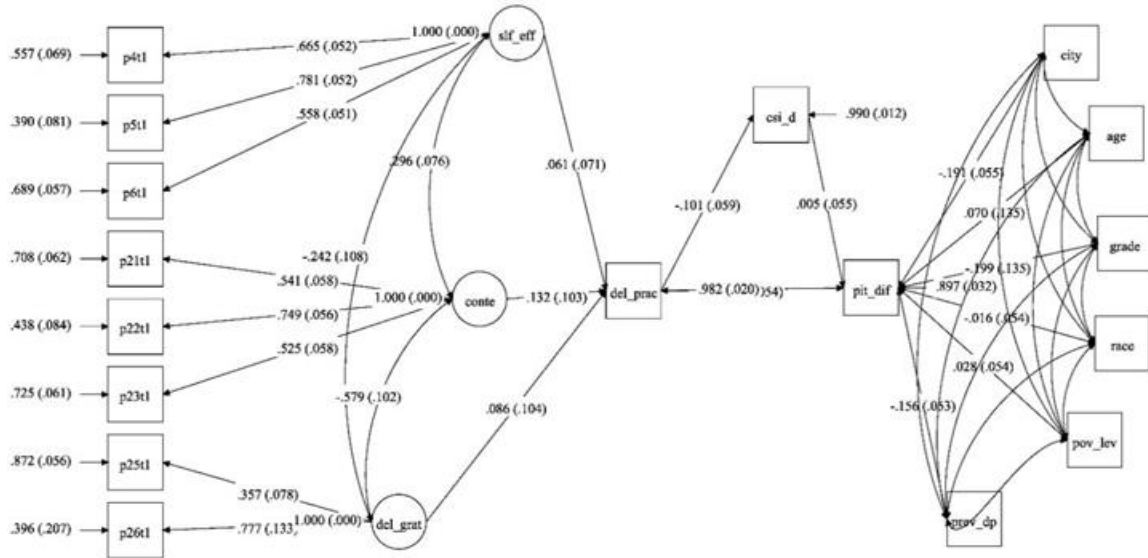 .557 (.069)
p4t1
.665 (.052)
1.000 (.000)
slf_eff
city
.390 (.081)
p5t1
.781 (.052)
.558 (.051)
csi_d
.990 (.012)
age
.689 (.057)
p6t1
.296 (.076)
.061 (.071)
-.191 (.055)
-.101 (.059)
.005 (.055)
.070 (.135)
.708 (.062)
p21t1
-.242 (.108)
.541 (.058)
grade
-.199 (.135)
.897 (.032)
1.000 (.000)
conte
.132 (.103)
del_prac
.982 (.020)
54)
pit_dif
.438 (.084)
p22t1
.749 (.056)
-.016 (.054)
race
.525 (.058)
.028 (.054)
.725 (.061)
p23t1
-.579 (.102)
.086 (.104)
-.156 (.053)
pov_lev
.872 (.056)
p25t1
.357 (.078)
prev_dp
.396 (.207)
p26t1
.777 (.133)
1.000 (.000)
del_grat